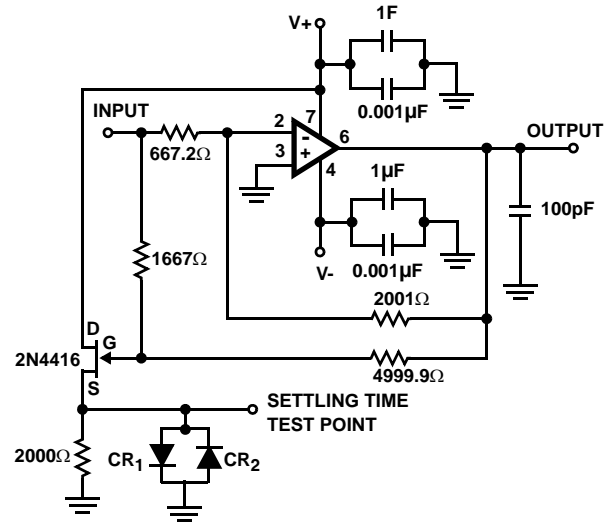 V+
1F
0.001µF
INPUT
667.2Ω
2
3
-
+
7
6
4
OUTPUT
100pF
1µF
0.001µF
V-
1667Ω
2001Ω
4999.9Ω
D
G
S
2N4416
SETTLING TIME
TEST POINT
2000Ω
CR1
CR2